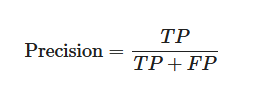 Precision = TP / TP + FP